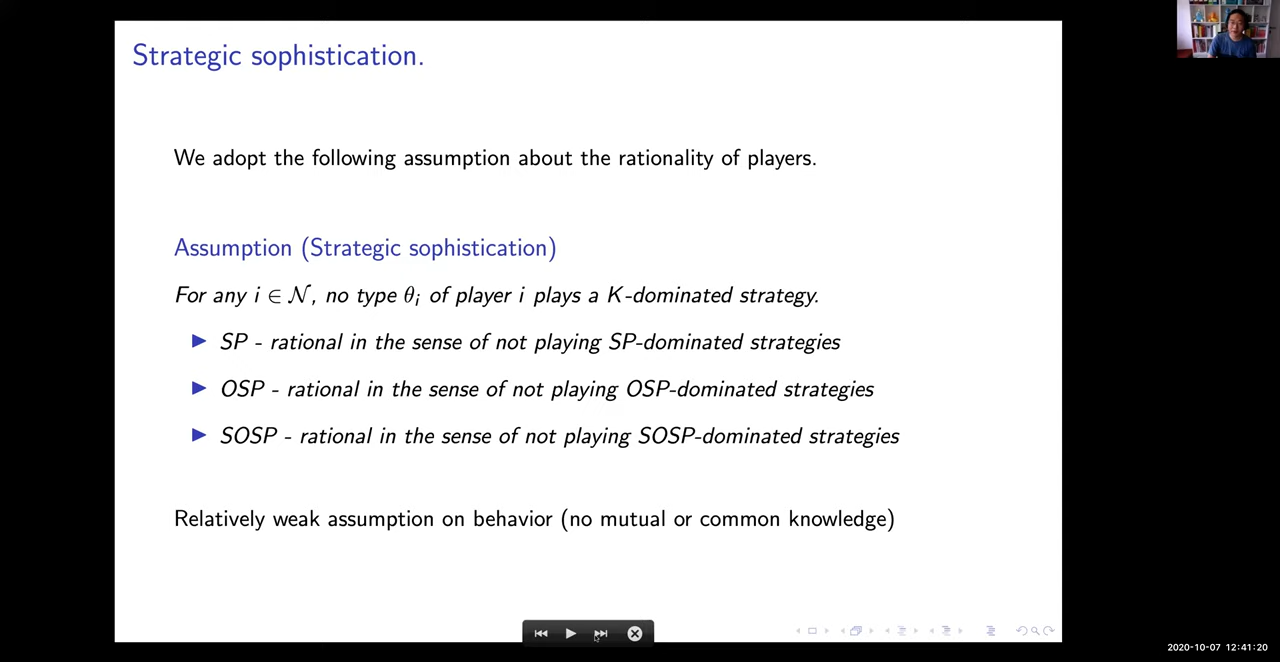 Strategic sophistication.
We adopt the following assumption about the rationality of players.
Assumption (Strategic sophistication)
For any i ∈ 𝒩, no type θᵢ of player i plays a K-dominated strategy.
▶ SP - rational in the sense of not playing SP-dominated strategies
▶ OSP - rational in the sense of not playing OSP-dominated strategies
▶ SOSP - rational in the sense of not playing SOSP-dominated strategies
Relatively weak assumption on behavior (no mutual or common knowledge)
2020-10-07 12:41:20